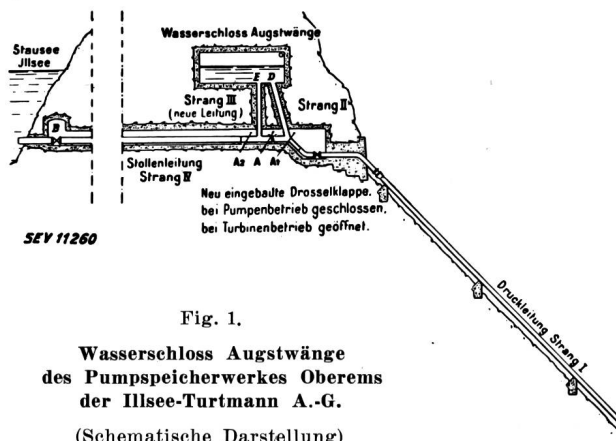 Wasserschloss Augstwänge
Stausee
Jllsee
E D
Strang III
(neue Leitung)
Strang II
B
A2 A A1
Stollenleitung
Strang IV
Neu eingebaute Drosselklappe,
bei Pumpenbetrieb geschlossen,
bei Turbinenbetrieb geöffnet.
SEV 11260
Druckleitung Strang I
Fig. 1.
Wasserschloss Augstwänge
des Pumpspeicherwerkes Oberems
der Illsee-Turtmann A.-G.
(Schematische Darstellung)